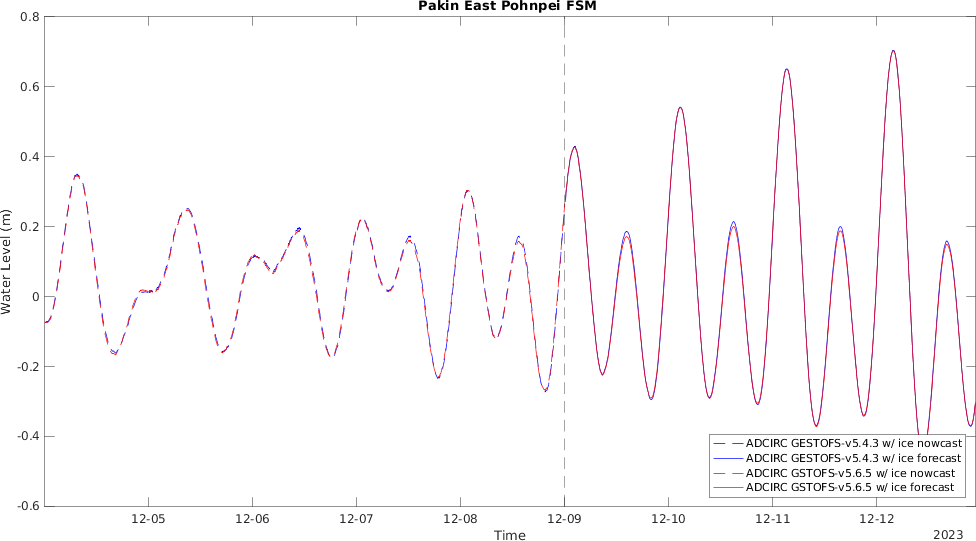 Pakin East Pohnpei FSM
0.8
0.6
0.4
0.2
0
-0.2
-0.4
-0.6
Water Level (m)
ADCIRC GESTOFS-v5.4.3 w/ ice nowcast
ADCIRC GESTOFS-v5.4.3 w/ ice forecast
ADCIRC GSTOFS-v5.6.5 w/ ice nowcast
ADCIRC GSTOFS-v5.6.5 w/ ice forecast
12-05 12-06 12-07 12-08 12-09 12-10 12-11 12-12
Time
2023